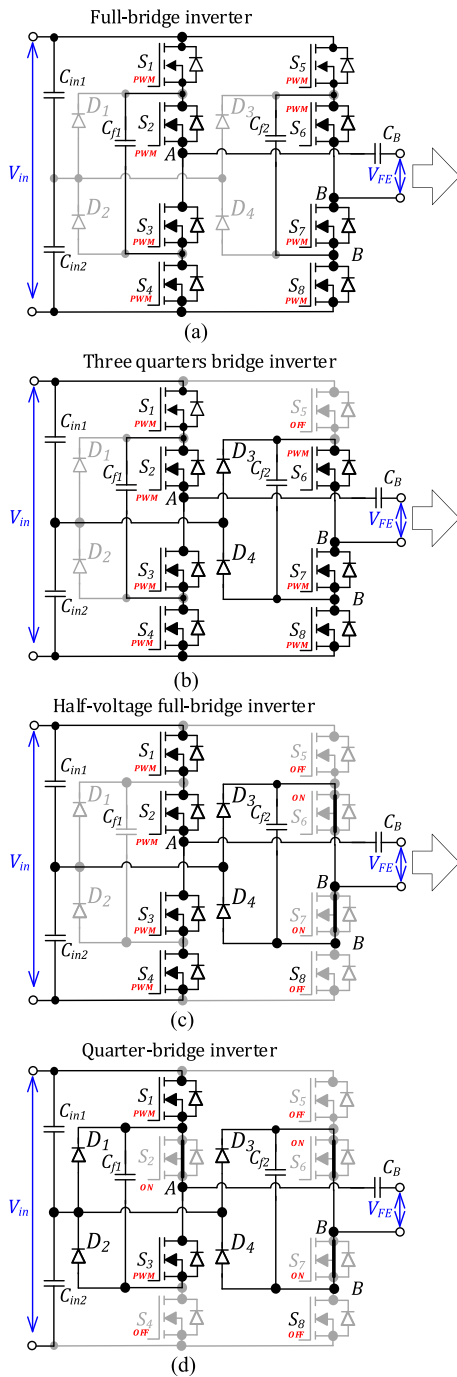 Full-bridge inverter
S1 PWM
S5 PWM
Cin1
D1
Cf1
S2 PWM
D3
Cf2
PWM S6
CB
A
Vin
VFE
B
D2
D4
S3 PWM
S7 PWM
B
Cin2
S4 PWM
S8 PWM
(a)
Three quarters bridge inverter
S1 PWM
S5 OFF
Cin1
D1
Cf1
S2 PWM
D3
Cf2
PWM S6
CB
A
Vin
VFE
B
D2
D4
S3 PWM
S7 PWM
B
Cin2
S4 PWM
S8 PWM
(b)
Half-voltage full-bridge inverter
S1 PWM
S5 OFF
Cin1
D1
Cf1
S2 PWM
D3
Cf2
ON S6
CB
A
Vin
VFE
B
D2
D4
S3 PWM
S7 ON
B
Cin2
S4 PWM
S8 OFF
(c)
Quarter-bridge inverter
S1 PWM
S5 OFF
Cin1
D1
Cf1
S2 ON
D3
Cf2
ON S6
CB
A
Vin
VFE
B
D2
D4
S3 PWM
S7 ON
B
Cin2
S4 OFF
S8 OFF
(d)